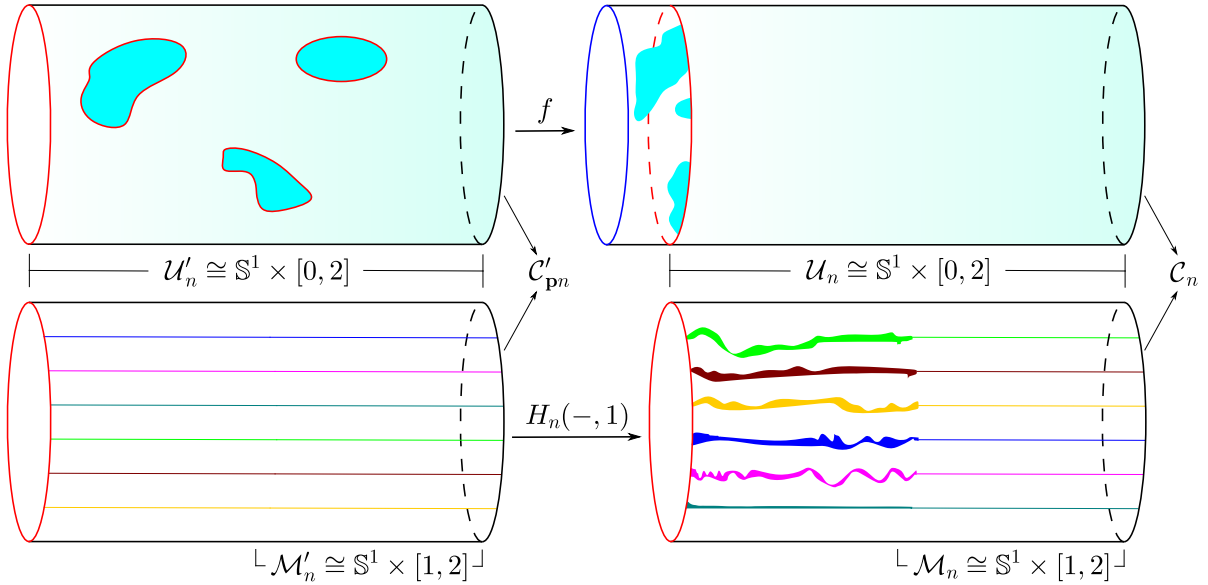 f
𝒰′ₙ ≅ 𝕊¹ × [0, 2]
𝒞′𝐩ₙ
𝒰ₙ ≅ 𝕊¹ × [0, 2]
𝒞ₙ
Hₙ(−, 1)
ℳ′ₙ ≅ 𝕊¹ × [1, 2]
ℳₙ ≅ 𝕊¹ × [1, 2]